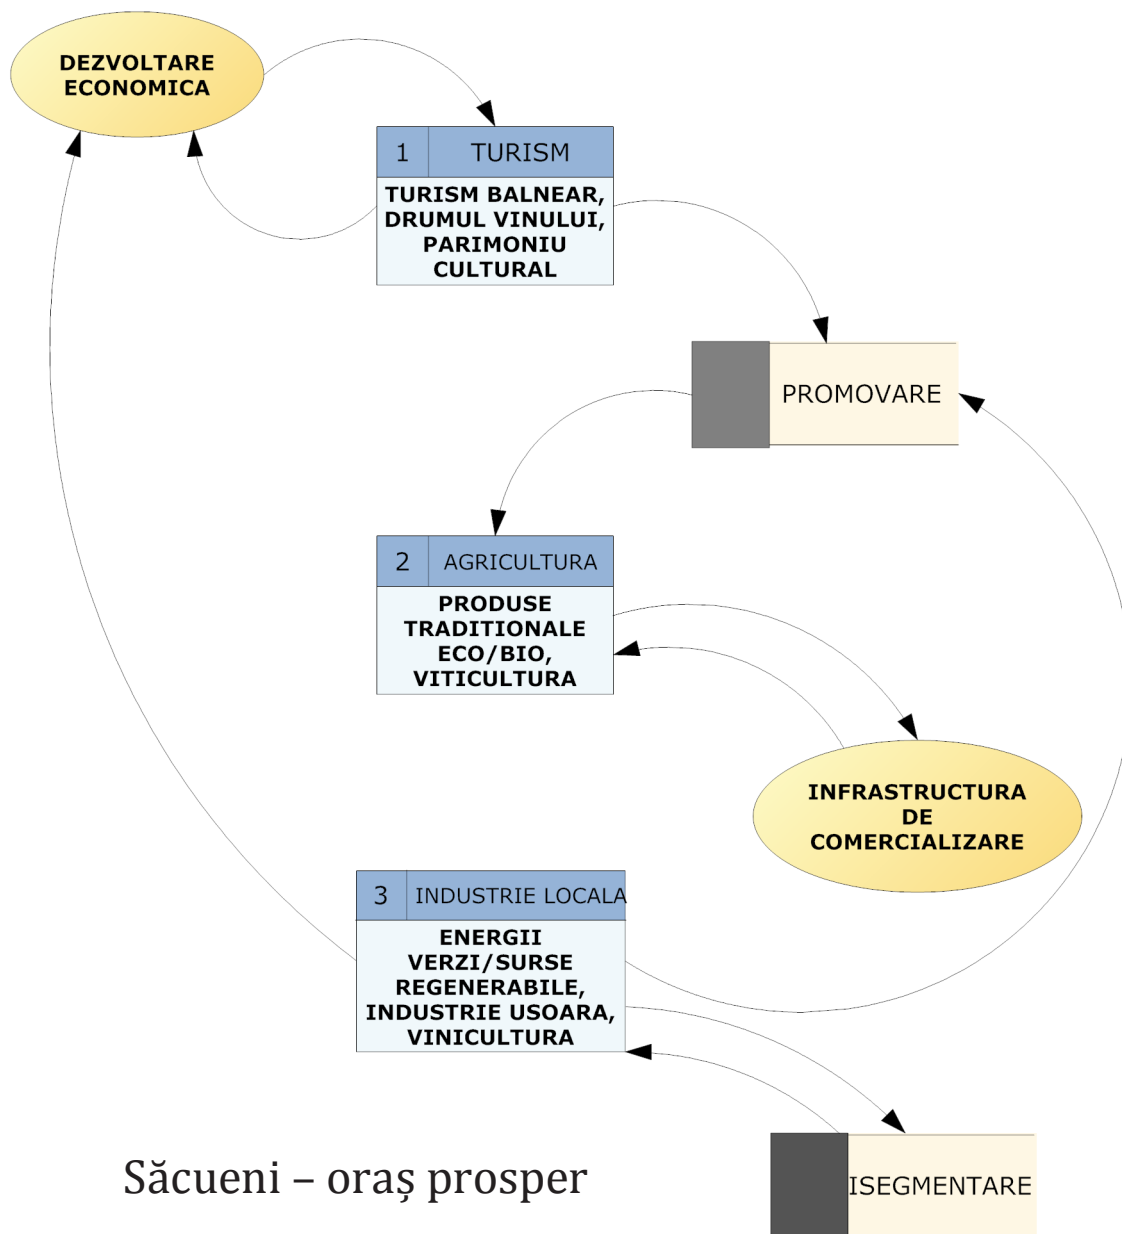 DEZVOLTARE
ECONOMICA
1 TURISM
TURISM BALNEAR,
DRUMUL VINULUI,
PARIMONIU
CULTURAL
PROMOVARE
2 AGRICULTURA
PRODUSE
TRADITIONALE
ECO/BIO,
VITICULTURA
INFRASTRUCTURA
DE
COMERCIALIZARE
3 INDUSTRIE LOCALA
ENERGII
VERZI/SURSE
REGENERABILE,
INDUSTRIE USOARA,
VINICULTURA
ISEGMENTARE
Săcueni – oraș prosper